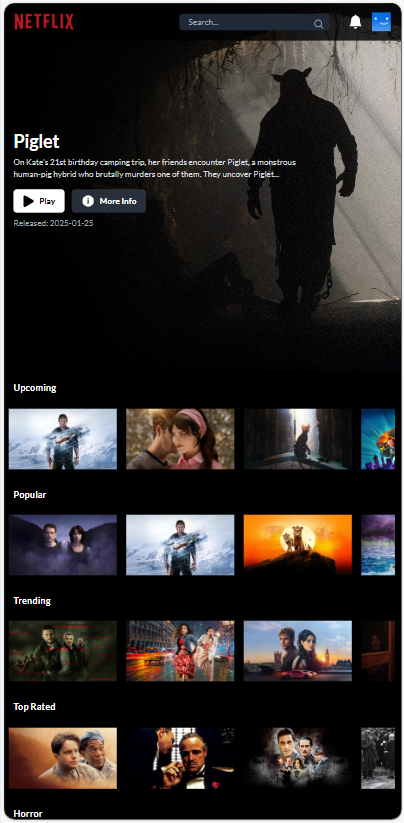 NETFLIX
Search...
Piglet
On Kate's 21st birthday camping trip, her friends encounter Piglet, a monstrous
human-pig hybrid who brutally murders one of them. They uncover Piglet...
Play
More Info
Released: 2025-01-25
Upcoming
Popular
Trending
Top Rated
Horror